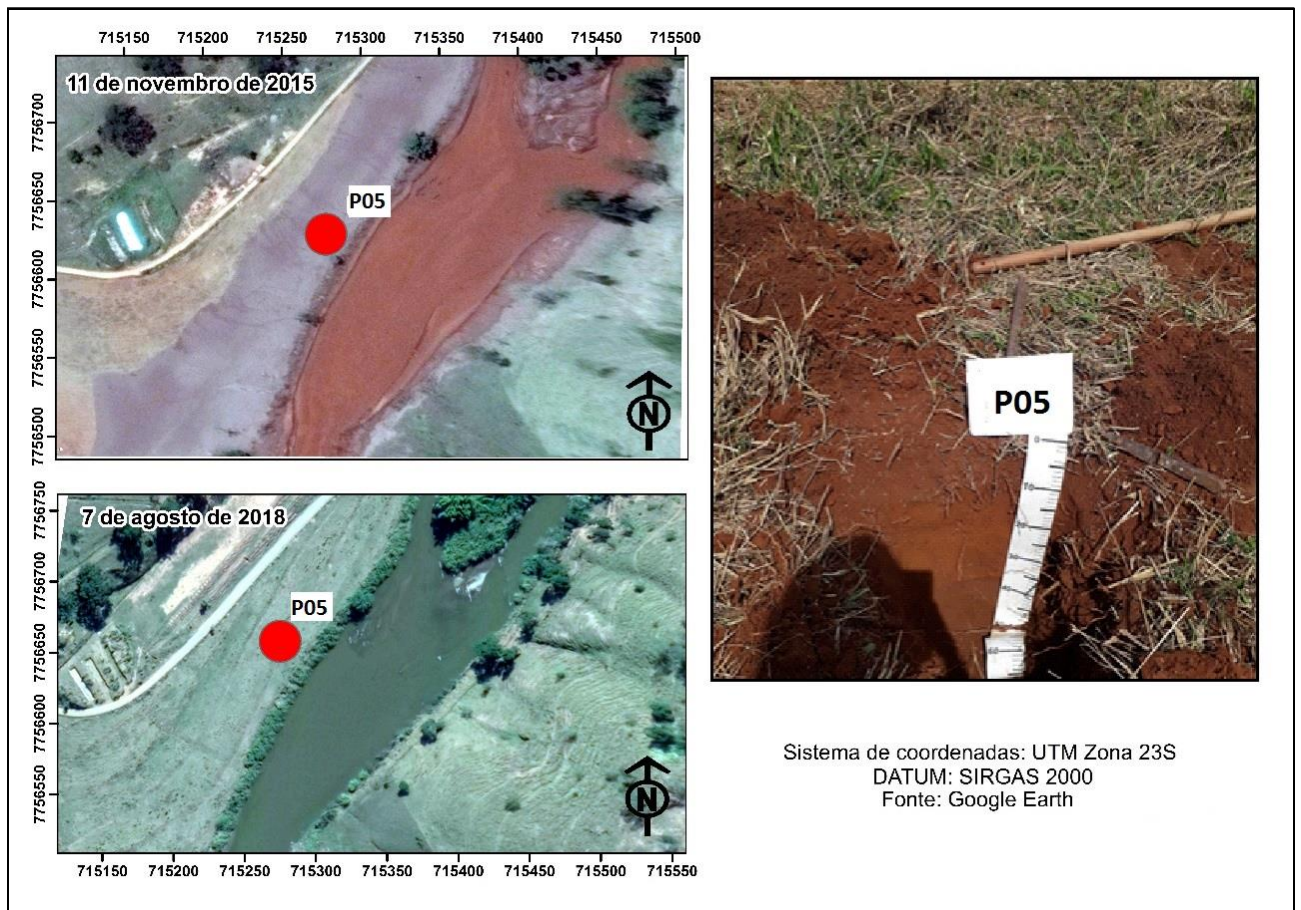 715150 715200 715250 715300 715350 715400 715450 715500
11 de novembro de 2015
7756700
7756650
7756600
7756550
7756500
P05
N
7756750
7756700
7756650
7756600
7756550
7 de agosto de 2018
P05
N
715150 715200 715250 715300 715350 715400 715450 715500 715550
P05
0
Sistema de coordenadas: UTM Zona 23S
DATUM: SIRGAS 2000
Fonte: Google Earth